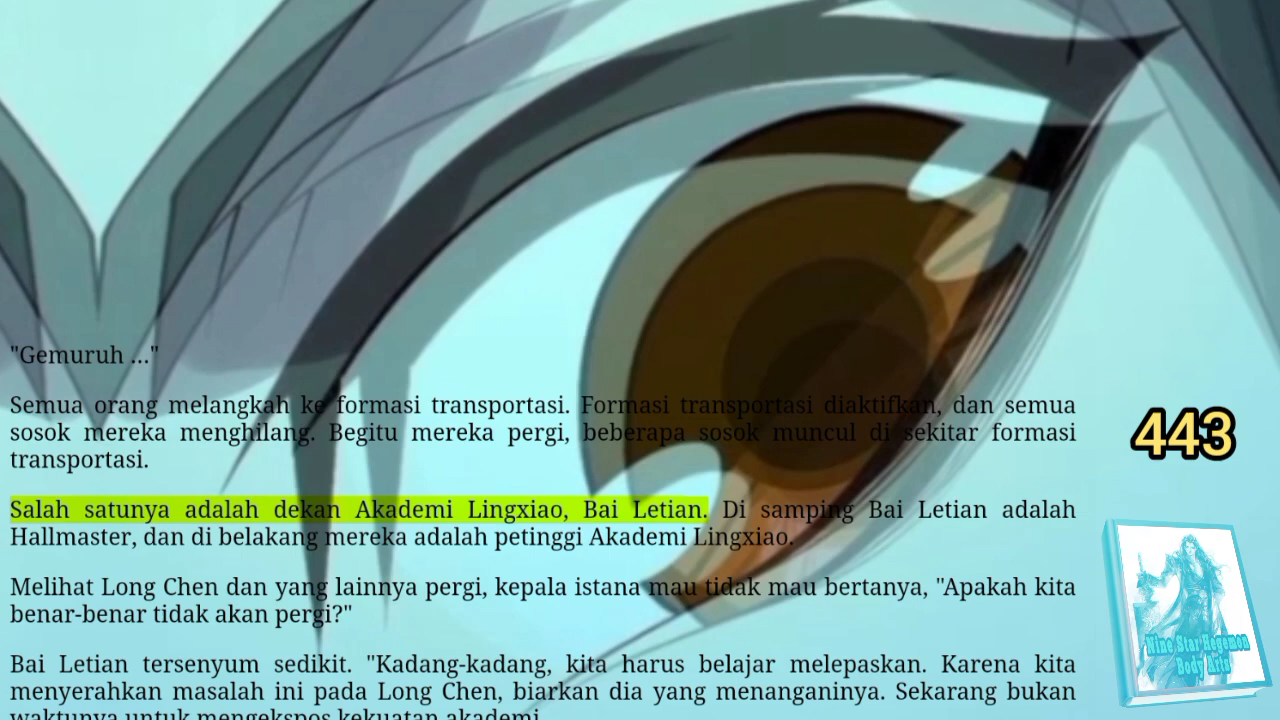 "Gemuruh ..."
Semua orang melangkah ke formasi transportasi. Formasi transportasi diaktifkan, dan semua
sosok mereka menghilang. Begitu mereka pergi, beberapa sosok muncul di sekitar formasi
transportasi.
Salah satunya adalah dekan Akademi Lingxiao, Bai Letian. Di samping Bai Letian adalah
Hallmaster, dan di belakang mereka adalah petinggi Akademi Lingxiao.
Melihat Long Chen dan yang lainnya pergi, kepala istana mau tidak mau bertanya, "Apakah kita
benar-benar tidak akan pergi?"
Bai Letian tersenyum sedikit. "Kadang-kadang, kita harus belajar melepaskan. Karena kita
menyerahkan masalah ini pada Long Chen, biarkan dia yang menanganinya. Sekarang bukan
waktunya untuk mengekspos kekuatan akademi.
443
Nine Star Hegemon
Body Arts